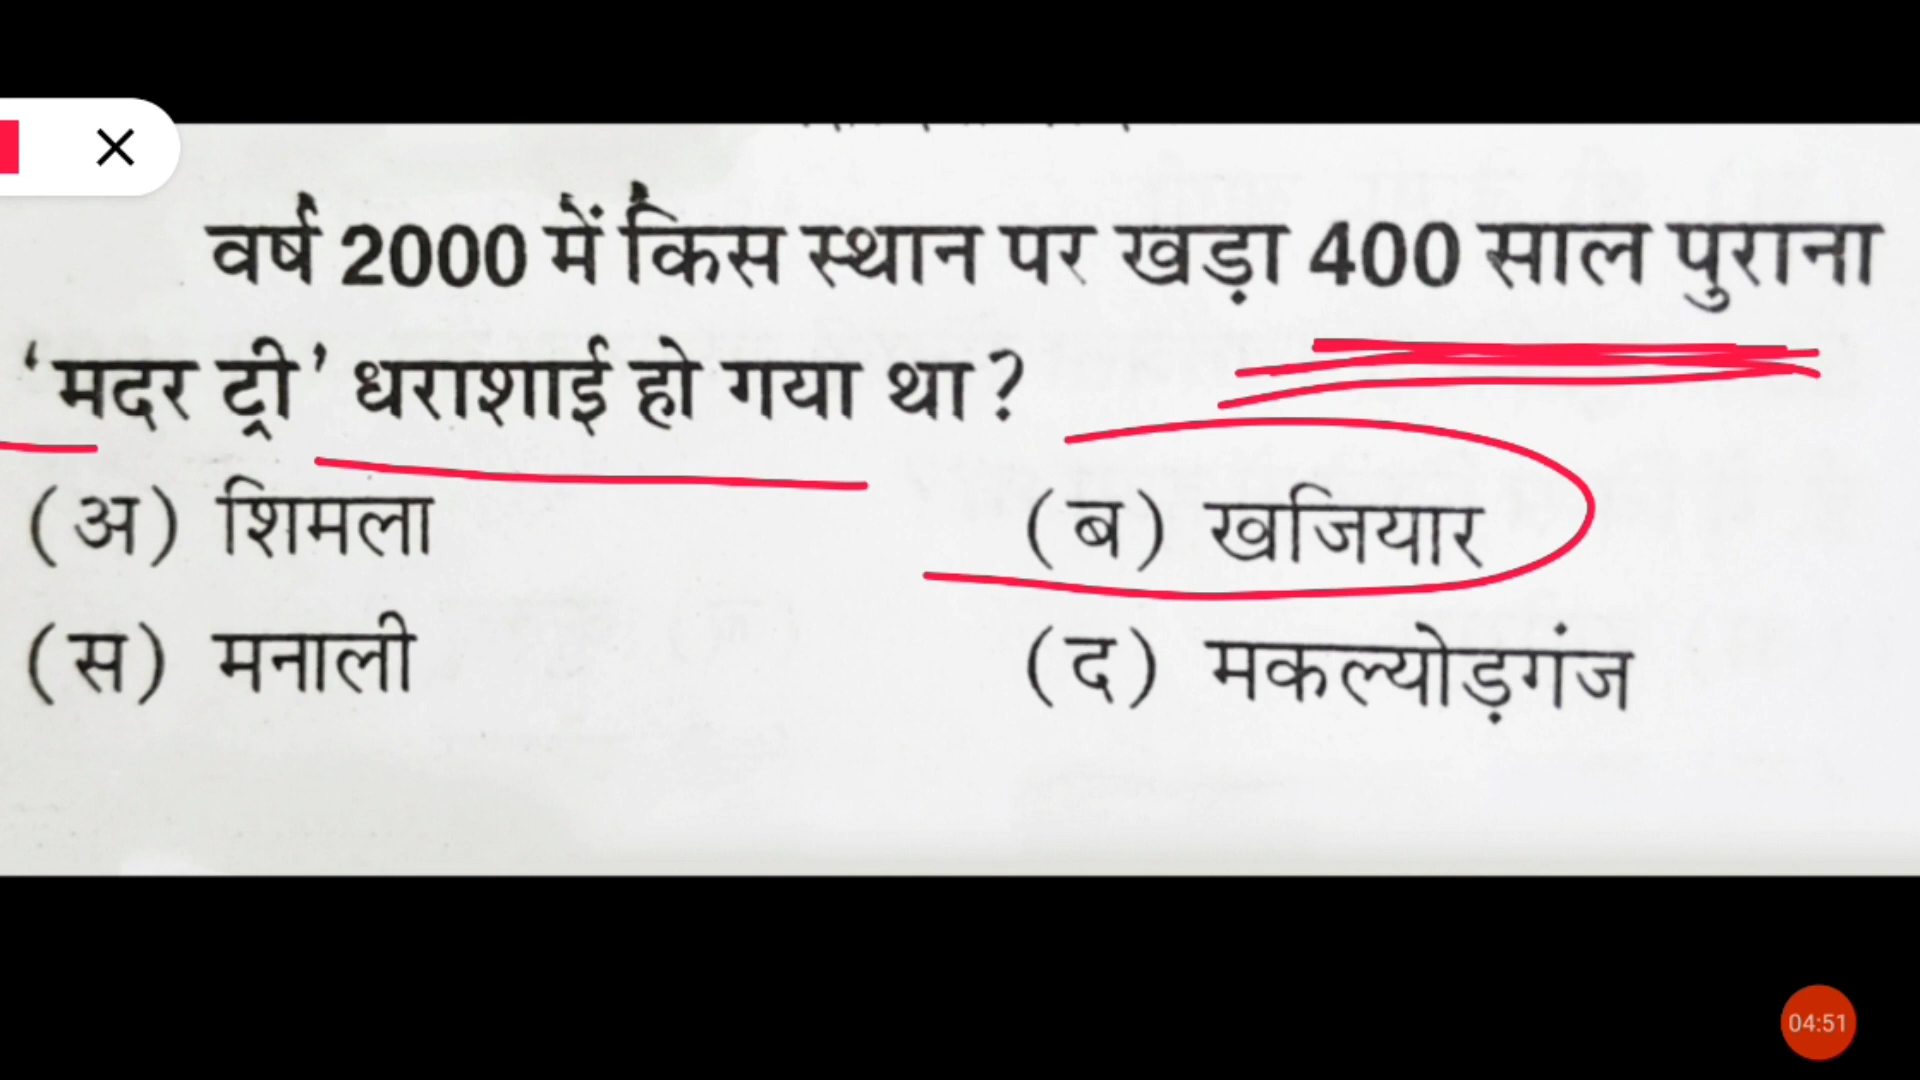 वर्ष 2000 में किस स्थान पर खड़ा 400 साल पुराना
‘मदर ट्री’ धराशाई हो गया था?
(अ) शिमला
(ब) खजियार
(स) मनाली
(द) मकल्योड़गंज
04:51